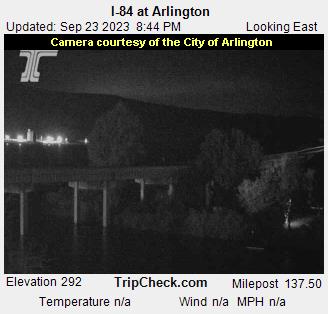 I-84 at Arlington
Updated: Sep 23 2023 8:44 PM Looking East
Camera courtesy of the City of Arlington
Elevation 292 TripCheck.com Milepost 137.50
Temperature n/a Wind n/a MPH n/a